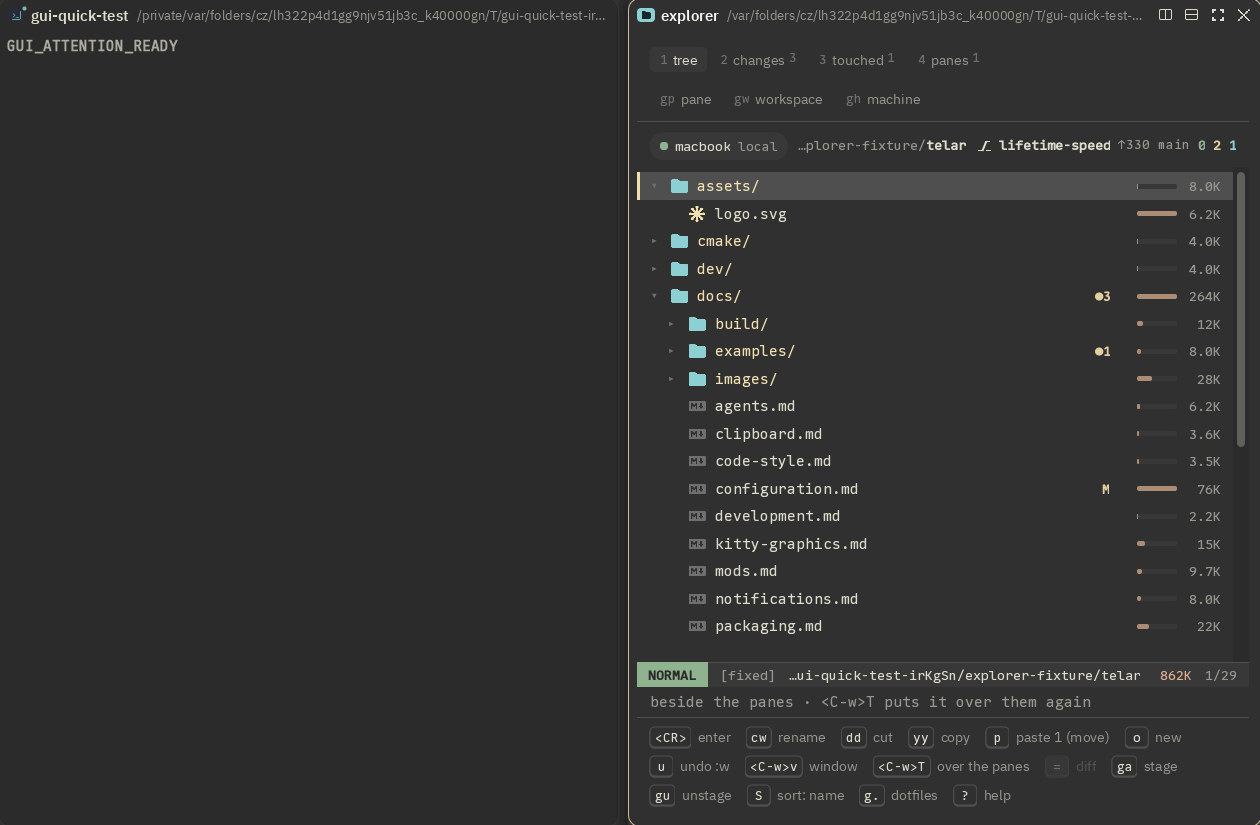 gui-quick-test /private/var/folders/cz/lh322p4d1gg9njv51jb3c_k40000gn/T/gui-quick-test-ir…
GUI_ATTENTION_READY
explorer /var/folders/cz/lh322p4d1gg9njv51jb3c_k40000gn/T/gui-quick-test-…
1 tree 2 changes 3 3 touched 1 4 panes 1
gp pane gw workspace gh machine
macbook local …plorer-fixture/telar lifetime-speed ↑330 main 0 2 1
▾ assets/ 8.0K
logo.svg 6.2K
▸ cmake/ 4.0K
▸ dev/ 4.0K
▾ docs/ ●3 264K
▸ build/ 12K
▸ examples/ ●1 8.0K
▸ images/ 28K
agents.md 6.2K
clipboard.md 3.6K
code-style.md 3.5K
configuration.md M 76K
development.md 2.2K
kitty-graphics.md 15K
mods.md 9.7K
notifications.md 8.0K
packaging.md 22K
NORMAL [fixed] …ui-quick-test-irKgSn/explorer-fixture/telar 862K 1/29
beside the panes · <C-w>T puts it over them again
<CR> enter cw rename dd cut yy copy p paste 1 (move) o new
u undo :w <C-w>v window <C-w>T over the panes = diff ga stage
gu unstage S sort: name g. dotfiles ? help